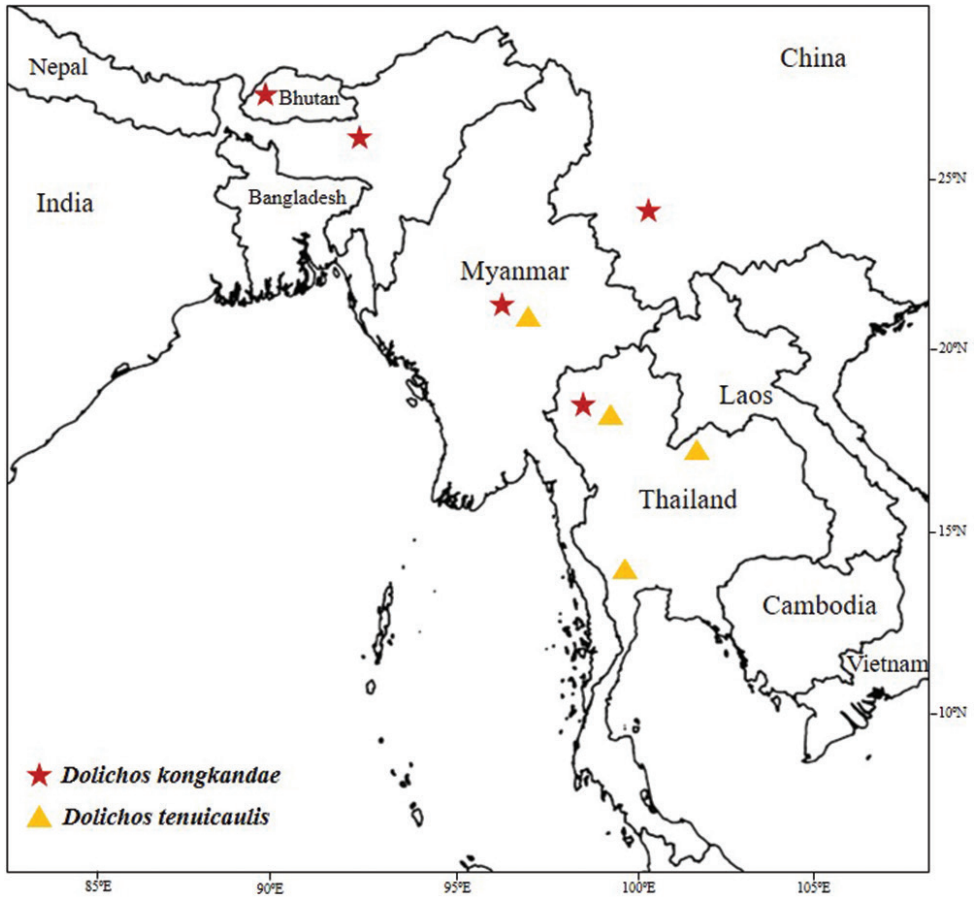 China
Nepal
Bhutan
25°N
India
Bangladesh
Myanmar
20°N
Laos
Thailand
15°N
Cambodia
Vietnam
10°N
Dolichos kongkandae
Dolichos tenuicaulis
85°E 90°E 95°E 100°E 105°E